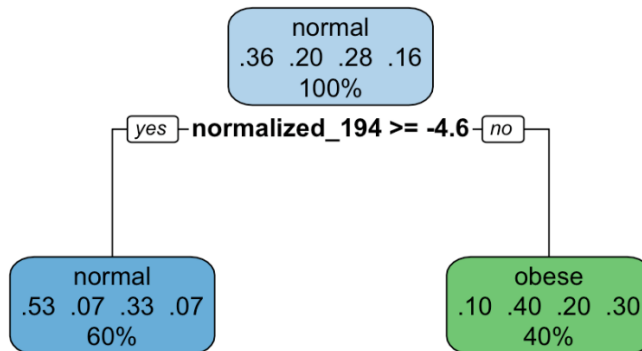 normal
.36 .20 .28 .16
100%
yes normalized_194 >= -4.6 no
normal
.53 .07 .33 .07
60%
obese
.10 .40 .20 .30
40%